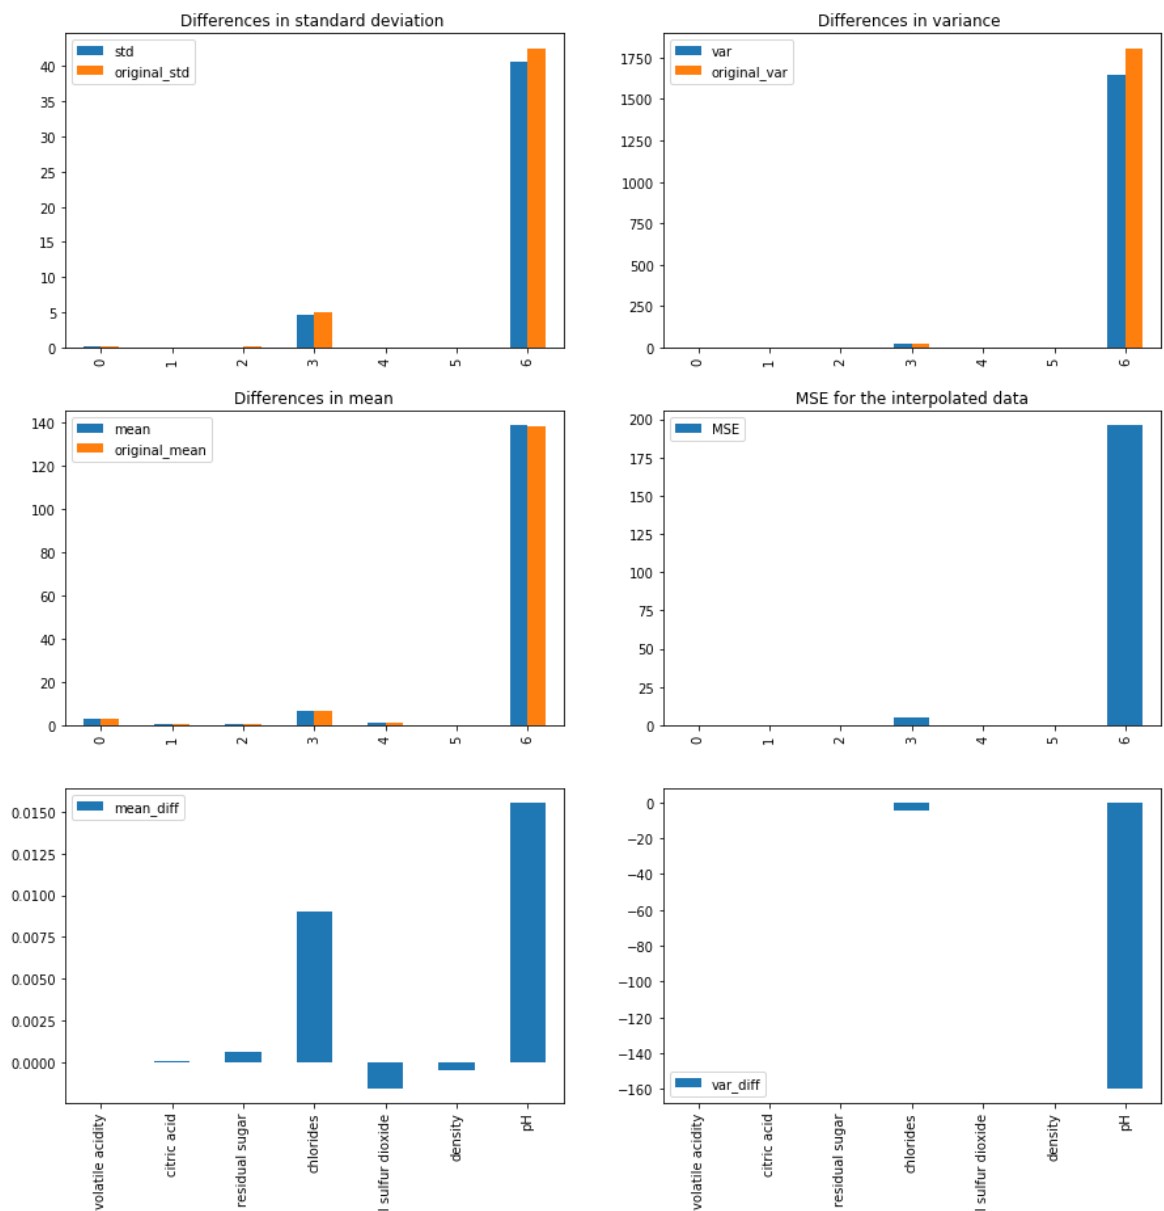 Differences in standard deviation
std
original_std
40
35
30
25
20
15
10
5
0
0 1 2 3 4 5 6
Differences in variance
var
original_var
1750
1500
1250
1000
750
500
250
0
0 1 2 3 4 5 6
Differences in mean
mean
original_mean
140
120
100
80
60
40
20
0
0 1 2 3 4 5 6
MSE for the interpolated data
MSE
200
175
150
125
100
75
50
25
0
0 1 2 3 4 5 6
mean_diff
0.0150
0.0125
0.0100
0.0075
0.0050
0.0025
0.0000
volatile acidity
citric acid
residual sugar
chlorides
l sulfur dioxide
density
pH
0
−20
−40
−60
−80
−100
−120
−140
−160
var_diff
volatile acidity
citric acid
residual sugar
chlorides
l sulfur dioxide
density
pH